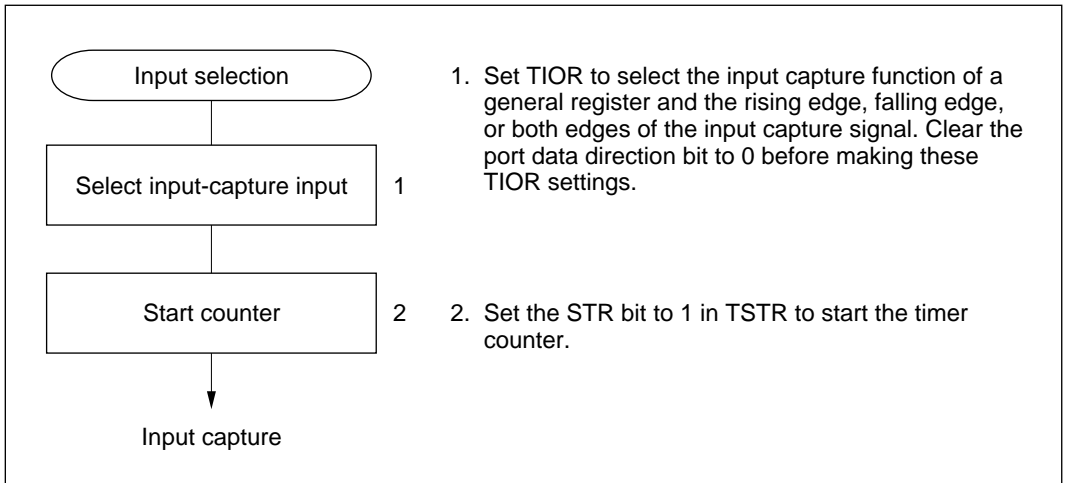 Input selection
Select input-capture input 1
Start counter 2
Input capture
1. Set TIOR to select the input capture function of a
general register and the rising edge, falling edge,
or both edges of the input capture signal. Clear the
port data direction bit to 0 before making these
TIOR settings.
2. Set the STR bit to 1 in TSTR to start the timer
counter.